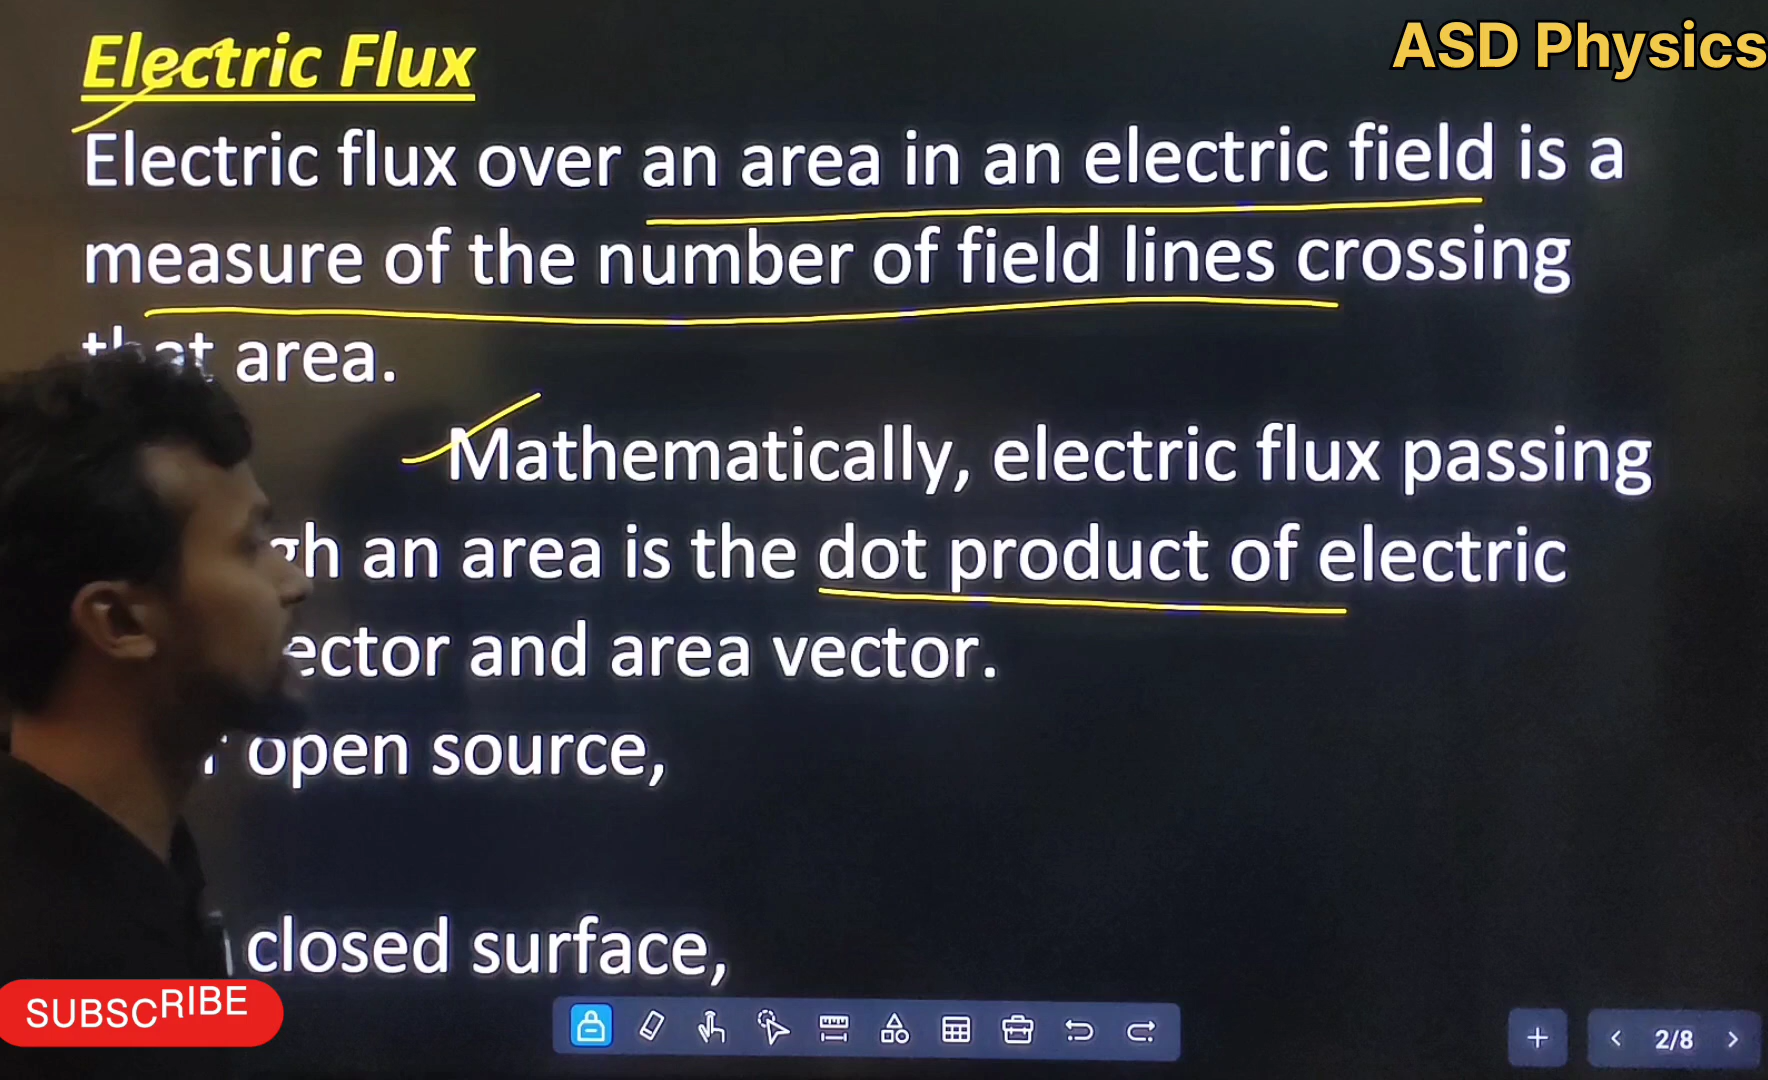 Electric Flux
ASD Physics
Electric flux over an area in an electric field is a
measure of the number of field lines crossing
that area.
Mathematically, electric flux passing
an area is the dot product of electric
and area vector.
open source,
closed surface,
SUBSCRIBE
2/8